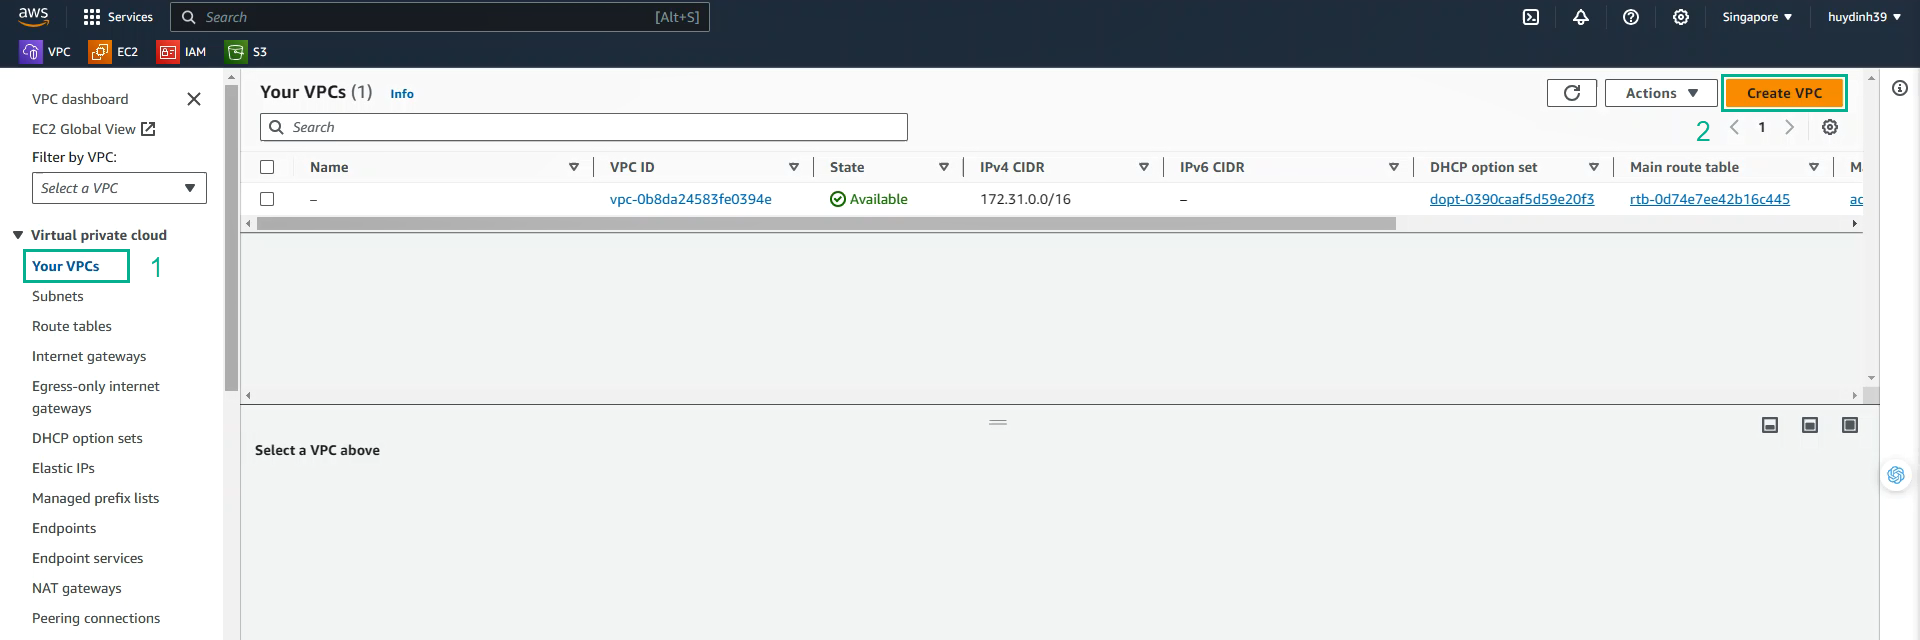 aws
Services
Search
[Alt+S]
Singapore
huydinh39
VPC
EC2
IAM
S3
VPC dashboard
EC2 Global View
Filter by VPC:
Select a VPC
Virtual private cloud
Your VPCs
1
Subnets
Route tables
Internet gateways
Egress-only internet
gateways
DHCP option sets
Elastic IPs
Managed prefix lists
Endpoints
Endpoint services
NAT gateways
Peering connections
Your VPCs (1) Info
Actions
Create VPC
Search
2
1
Name VPC ID State IPv4 CIDR IPv6 CIDR DHCP option set Main route table
– vpc-0b8da24583fe0394e Available 172.31.0.0/16 – dopt-0390caaf5d59e20f3 rtb-0d74e7ee42b16c445
Select a VPC above